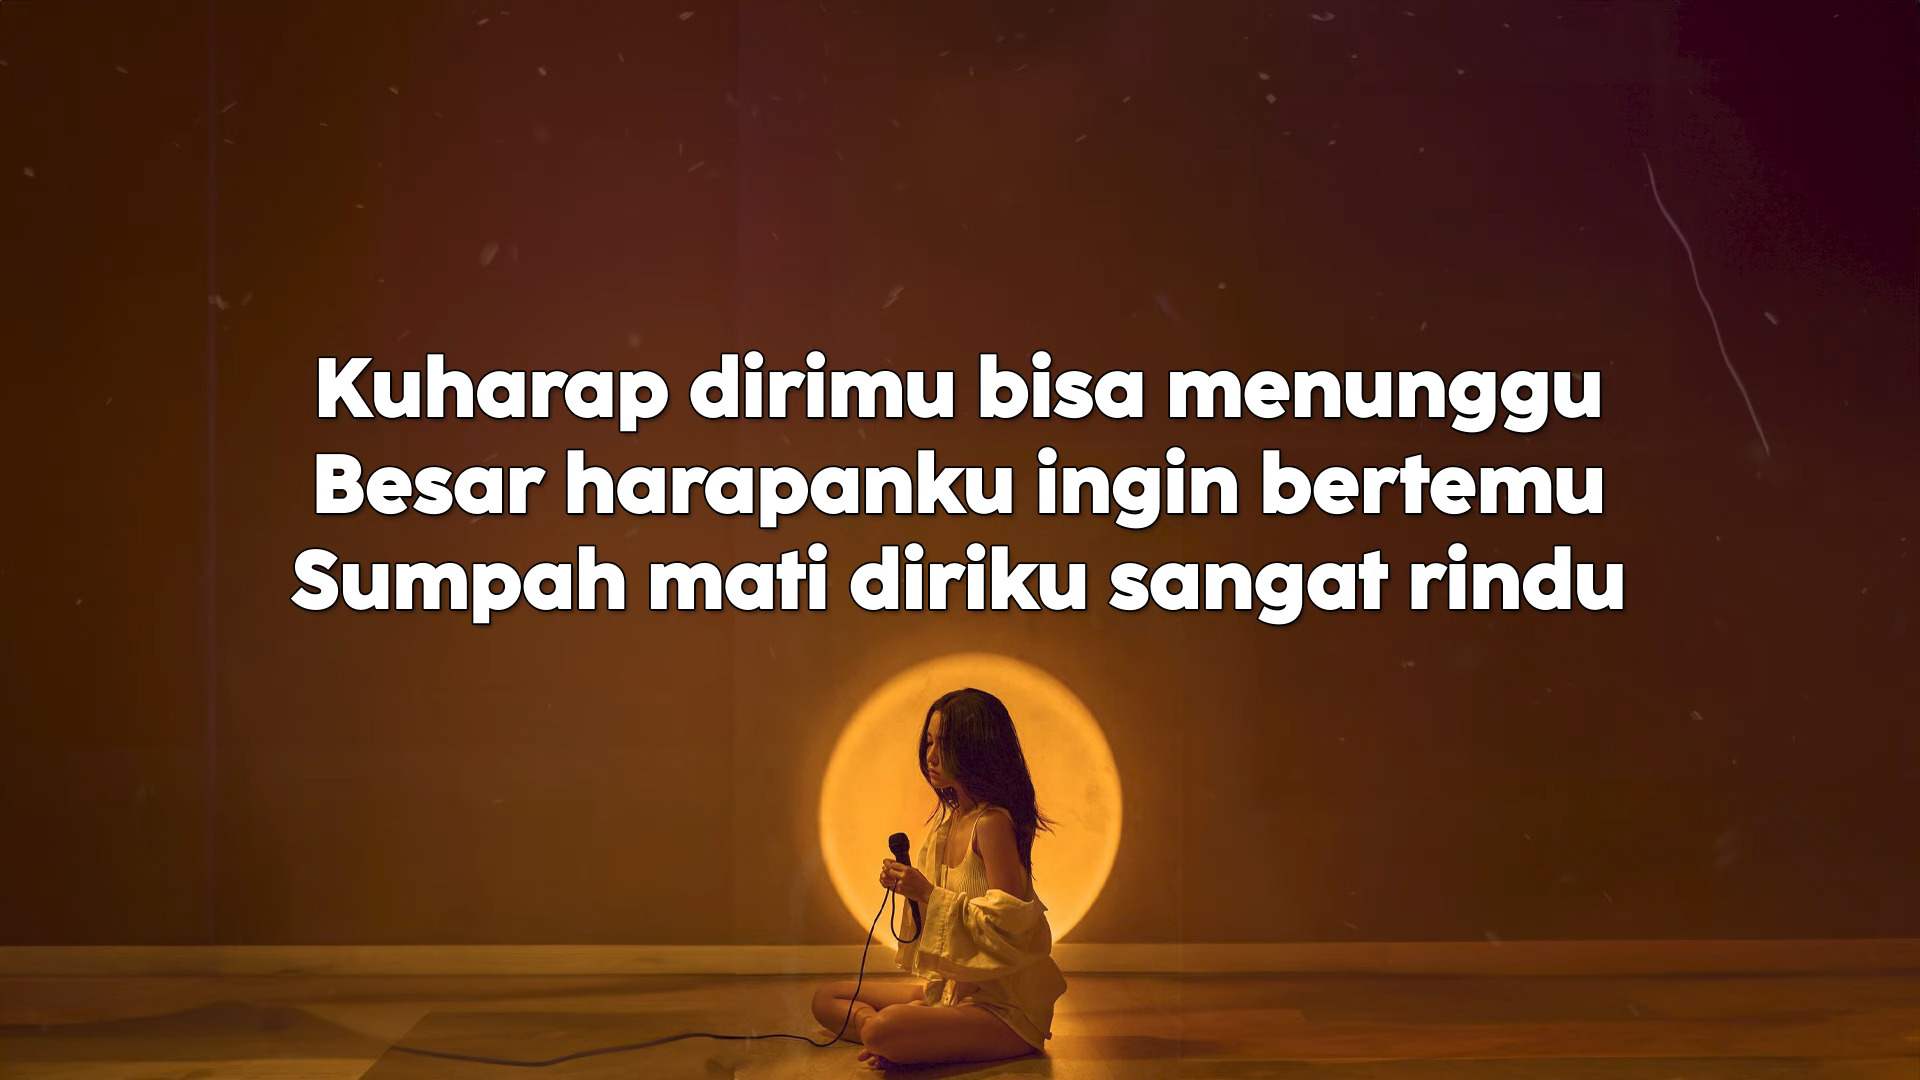 Kuharap dirimu bisa menunggu
Besar harapanku ingin bertemu
Sumpah mati diriku sangat rindu